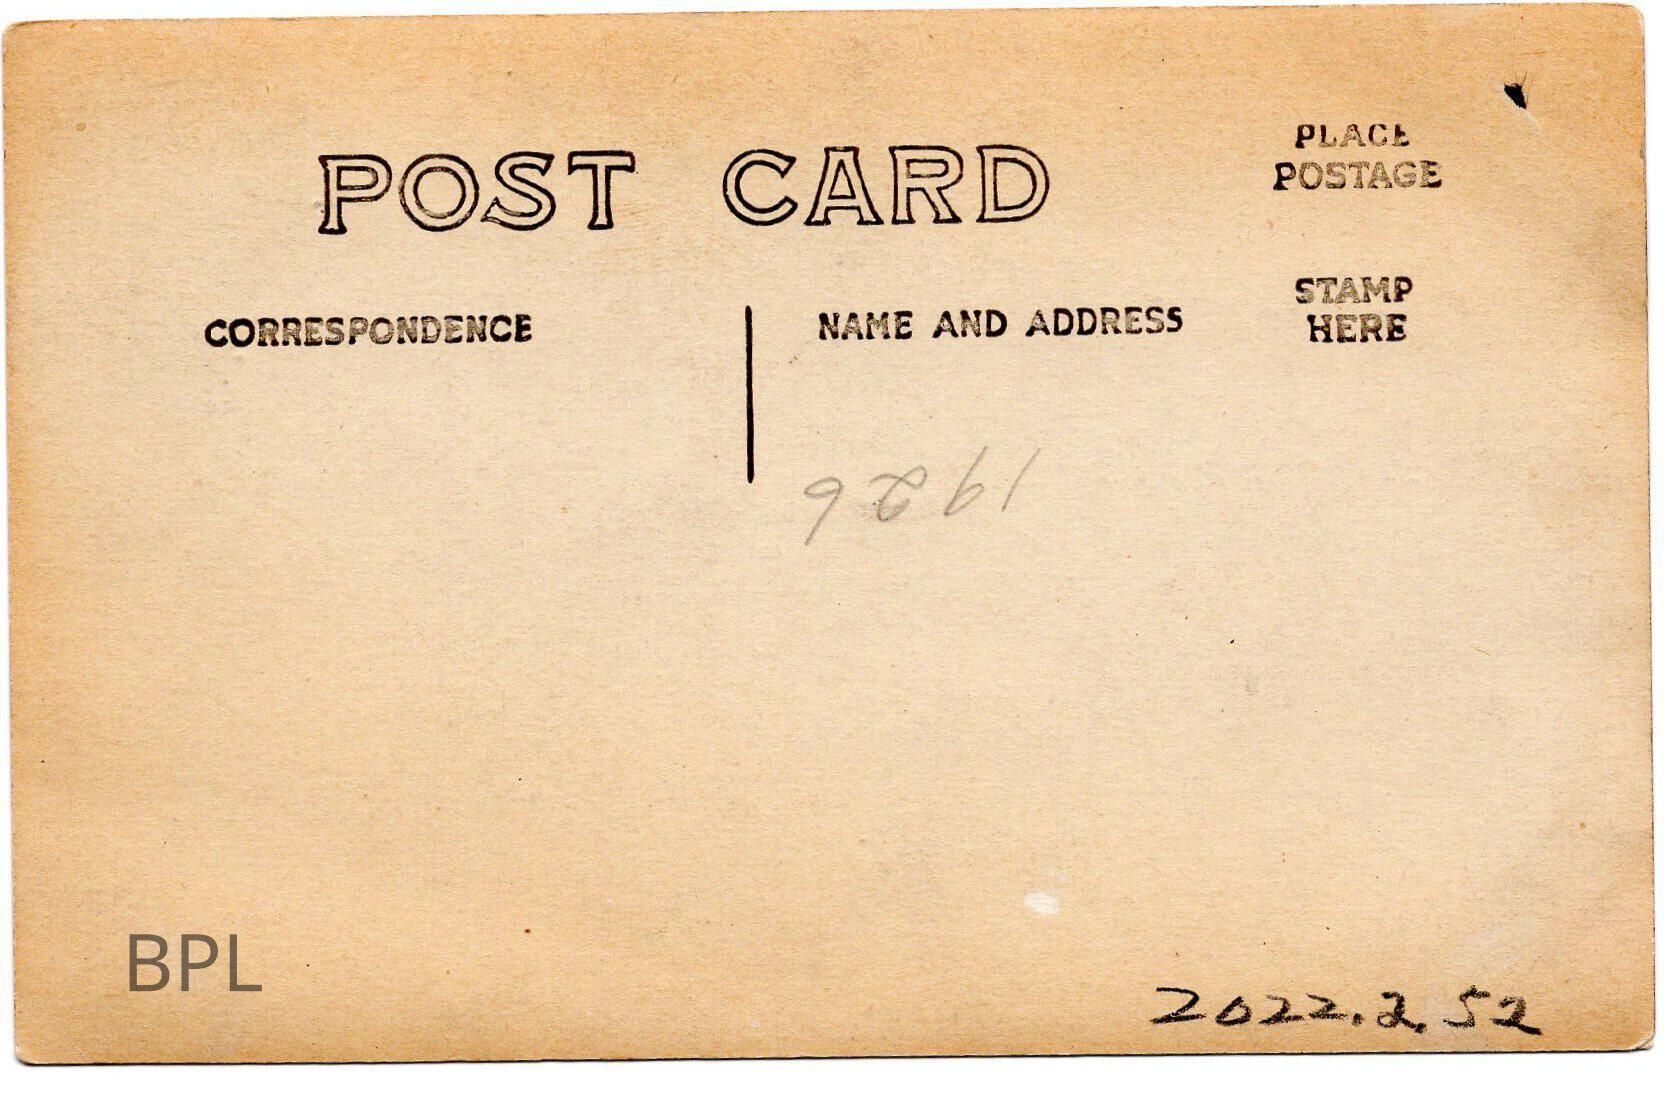 POST CARD
PLACE
POSTAGE
STAMP
HERE
CORRESPONDENCE
NAME AND ADDRESS
1926
BPL
2022.2.52